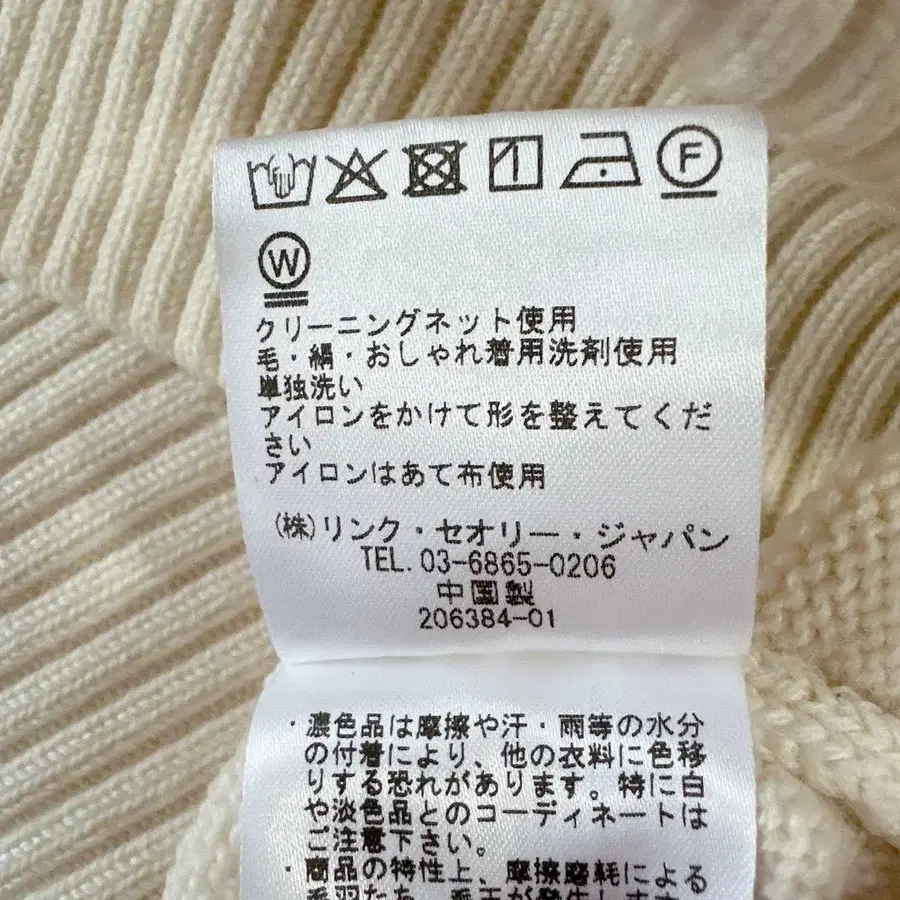 F
W
クリーニングネット使用
毛・絹・おしゃれ着用洗剤使用
単独洗い
アイロンをかけて形を整えてくだ
さい
アイロンはあて布使用
(株)リンク・セオリー・ジャパン
TEL. 03-6865-0206
中国製
206384-01
・濃色品は摩擦や汗・雨等の水分
の付着により、他の衣料に色移
りする恐れがあります。特に白
や淡色品とのコーディネートは
ご注意下さい。
・商品の特性上、摩擦磨耗による